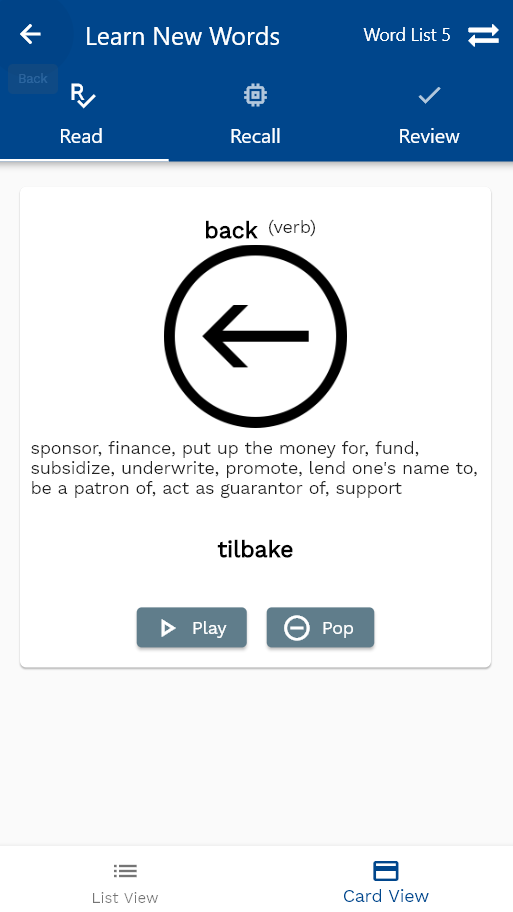 Learn New Words
Word List 5
Back
Read
Recall
Review
back (verb)
sponsor, finance, put up the money for, fund,
subsidize, underwrite, promote, lend one's name to,
be a patron of, act as guarantor of, support
tilbake
Play
Pop
List View
Card View